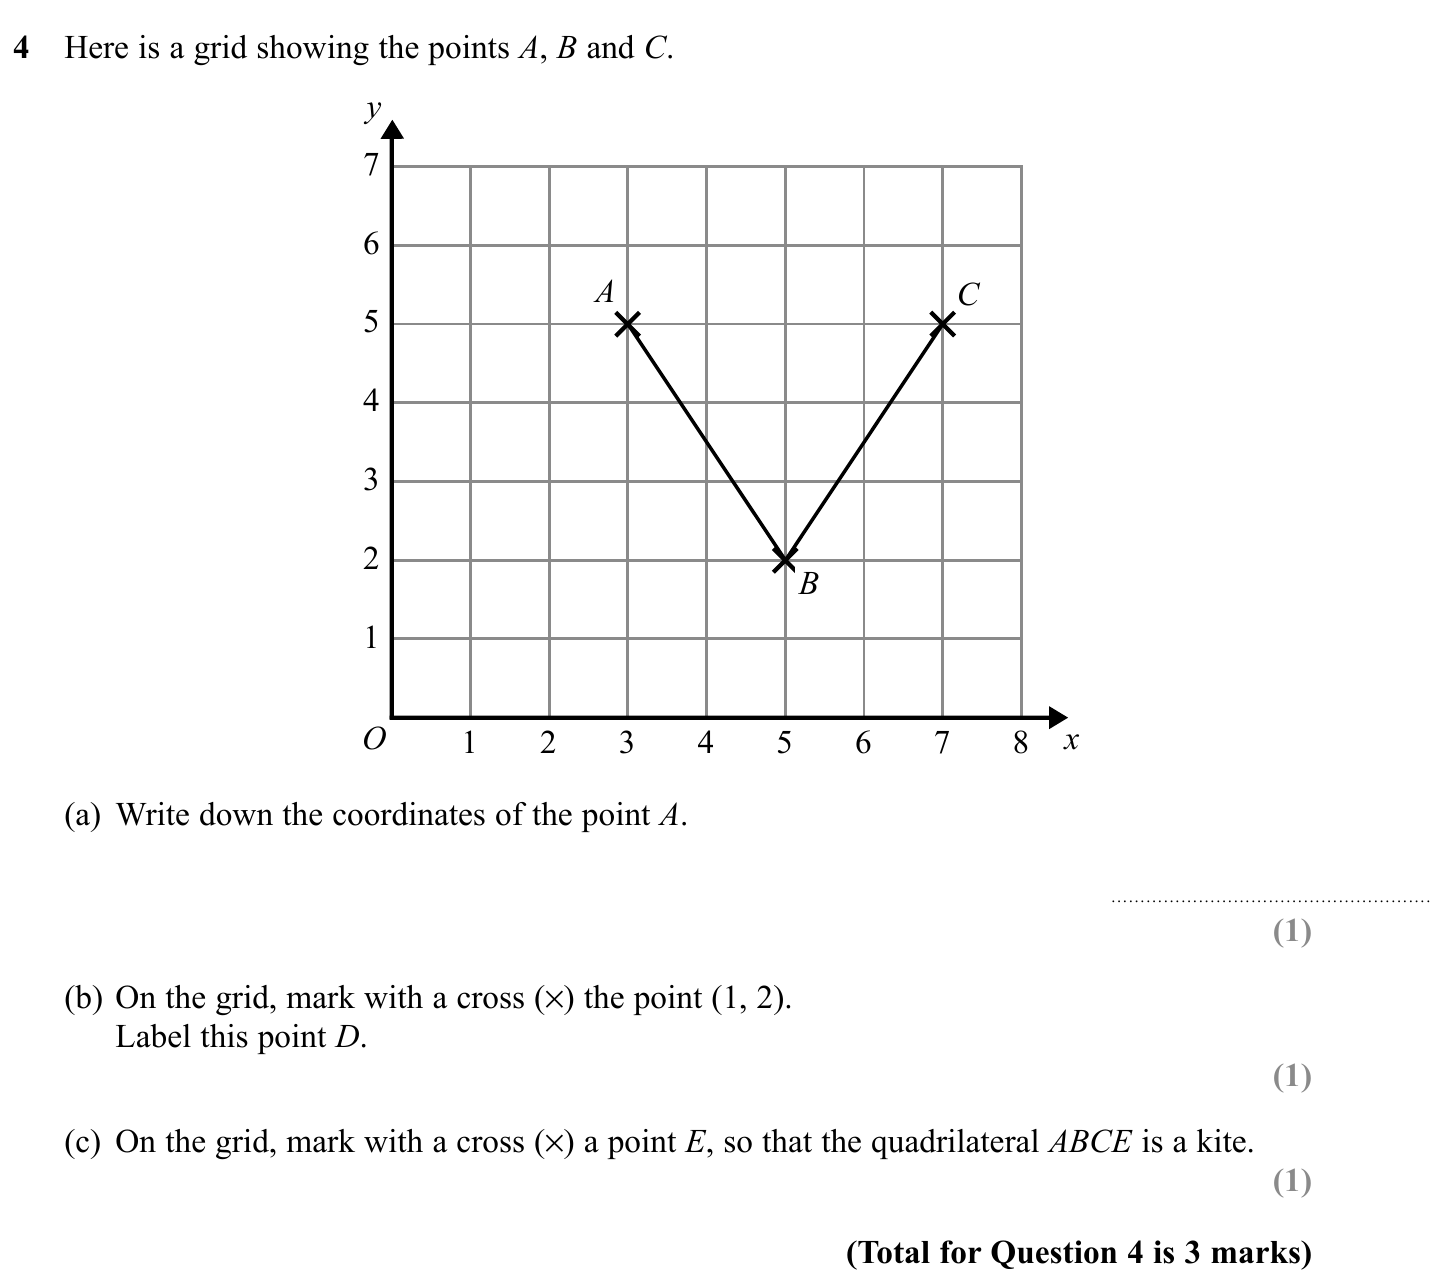 4 Here is a grid showing the points A, B and C.
y
7
6
A
C
5
4
3
2
B
1
O 1 2 3 4 5 6 7 8 x
(a) Write down the coordinates of the point A.
.......................................................
(1)
(b) On the grid, mark with a cross (×) the point (1, 2).
Label this point D.
(1)
(c) On the grid, mark with a cross (×) a point E, so that the quadrilateral ABCE is a kite.
(1)
(Total for Question 4 is 3 marks)